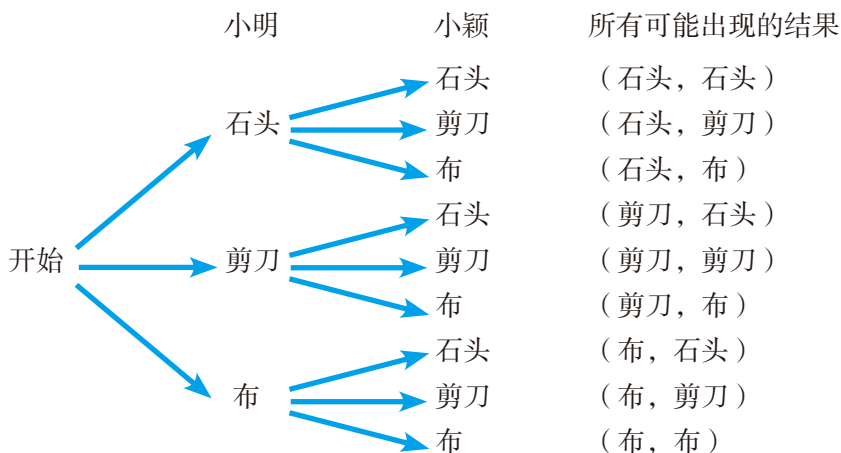 小明 小颖 所有可能出现的结果
石头 (石头，石头)
石头 剪刀 (石头，剪刀)
布 (石头，布)
石头 (剪刀，石头)
开始 剪刀 剪刀 (剪刀，剪刀)
布 (剪刀，布)
石头 (布，石头)
布 剪刀 (布，剪刀)
布 (布，布)